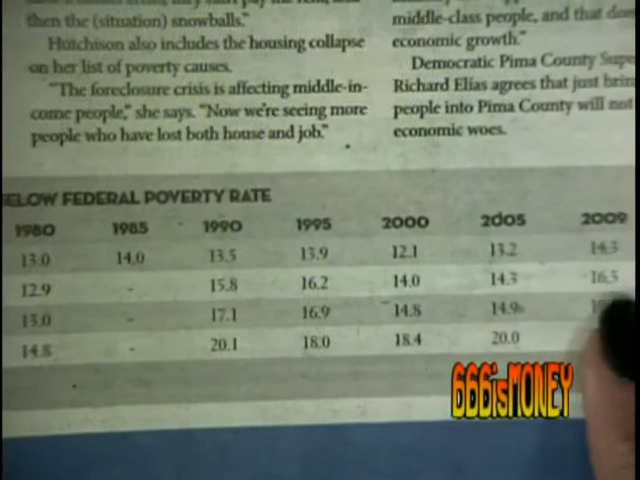 then the (situation) snowballs."
Hutchison also includes the housing collapse
on her list of poverty causes.
"The foreclosure crisis is affecting middle-in-
come people," she says. "Now we're seeing more
people who have lost both house and job."
middle-class people, and that
economic growth."
Democratic Pima County
Richard Elias agrees that just
people into Pima County will not
economic woes.
BELOW FEDERAL POVERTY RATE
1980 1985 1990 1995 2000 2005 2009
13.0 14.0 13.5 13.9 12.1 13.2 14.3
12.9 - 15.8 16.2 14.0 14.3 16.5
13.0 - 17.1 16.9 14.8 14.9
14.8 - 20.1 18.0 18.4 20.0
666isMONEY